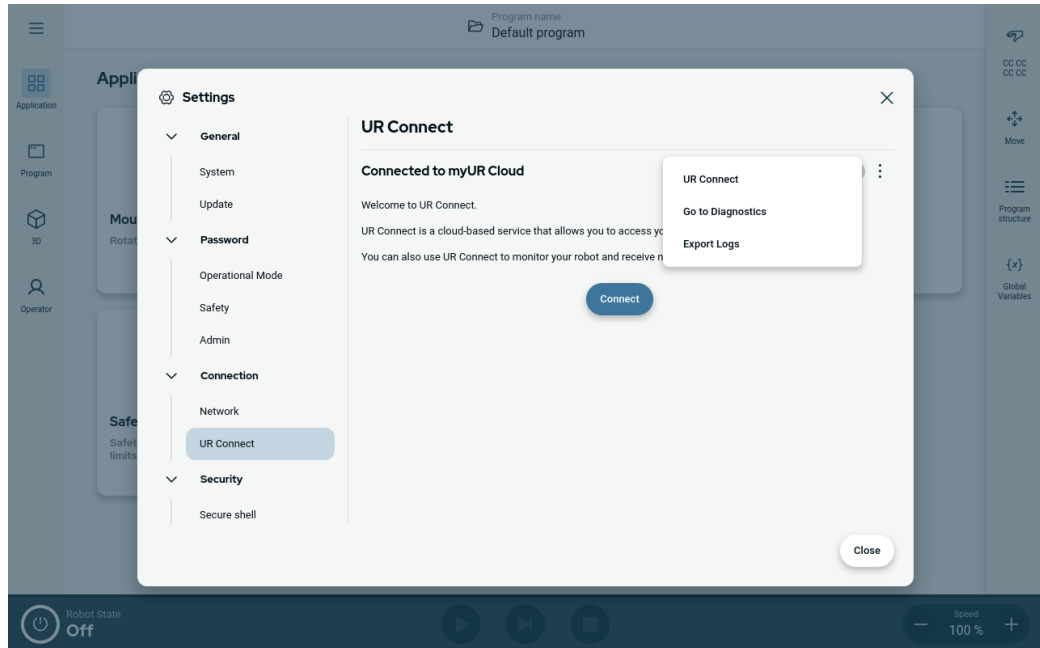 Program name
Default program
Appli
Application
Program
3D
Operator
Mou
Rotat
Safe
Safet
limits
Settings
General
System
Update
Password
Operational Mode
Safety
Admin
Connection
Network
UR Connect
Security
Secure shell
UR Connect
Connected to myUR Cloud
Welcome to UR Connect.
UR Connect is a cloud-based service that allows you to access yo
You can also use UR Connect to monitor your robot and receive n
Connect
UR Connect
Go to Diagnostics
Export Logs
Close
CC CC
CC CC
Move
Program
structure
{x}
Global
Variables
Robot State
Off
Speed
100 %